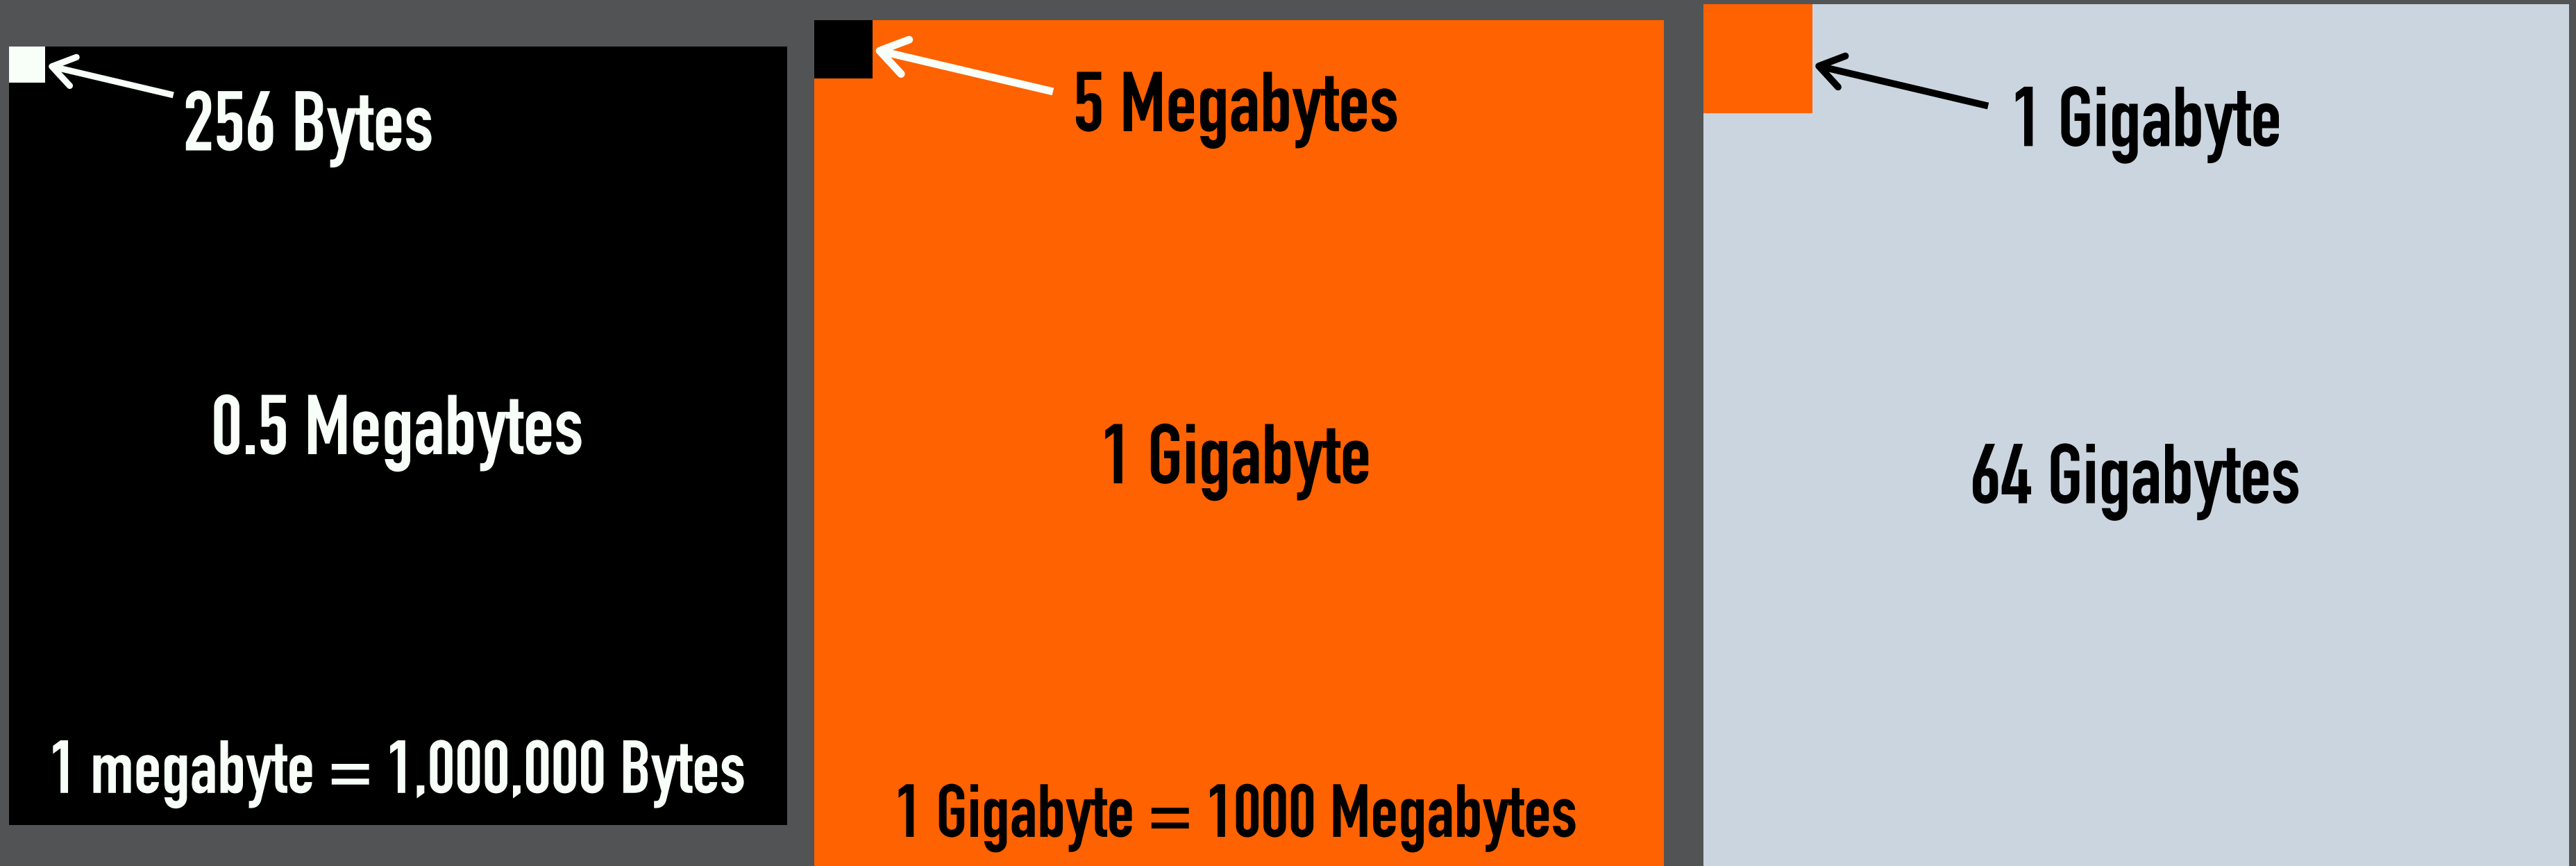 256 Bytes
0.5 Megabytes
1 megabyte = 1,000,000 Bytes
5 Megabytes
1 Gigabyte
1 Gigabyte = 1000 Megabytes
1 Gigabyte
64 Gigabytes